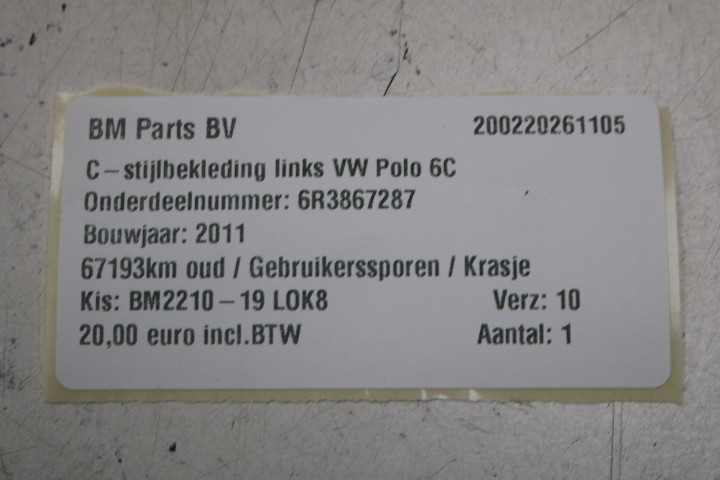 BM Parts BV 200220261105
C-stijlbekleding links VW Polo 6C
Onderdeelnummer: 6R3867287
Bouwjaar: 2011
67193km oud / Gebruikerssporen / Krasje
Kis: BM2210-19 LOK8 Verz: 10
20,00 euro incl.BTW Aantal: 1